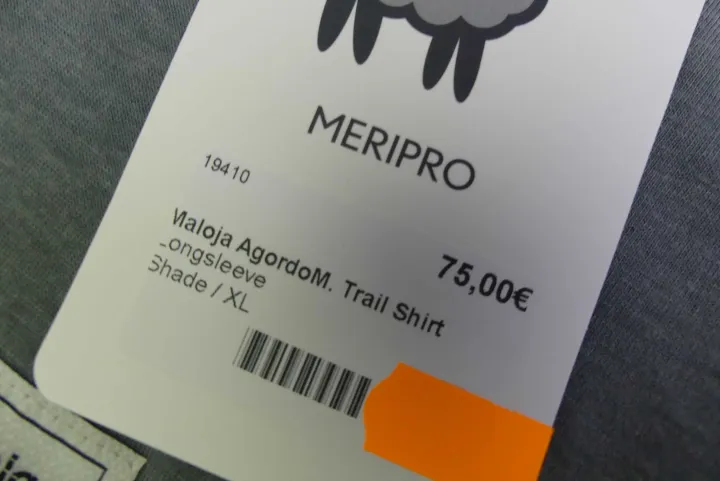 MERIPRO
19410
Maloja AgordoM. Trail Shirt
Longsleeve
Shade / XL
75,00€